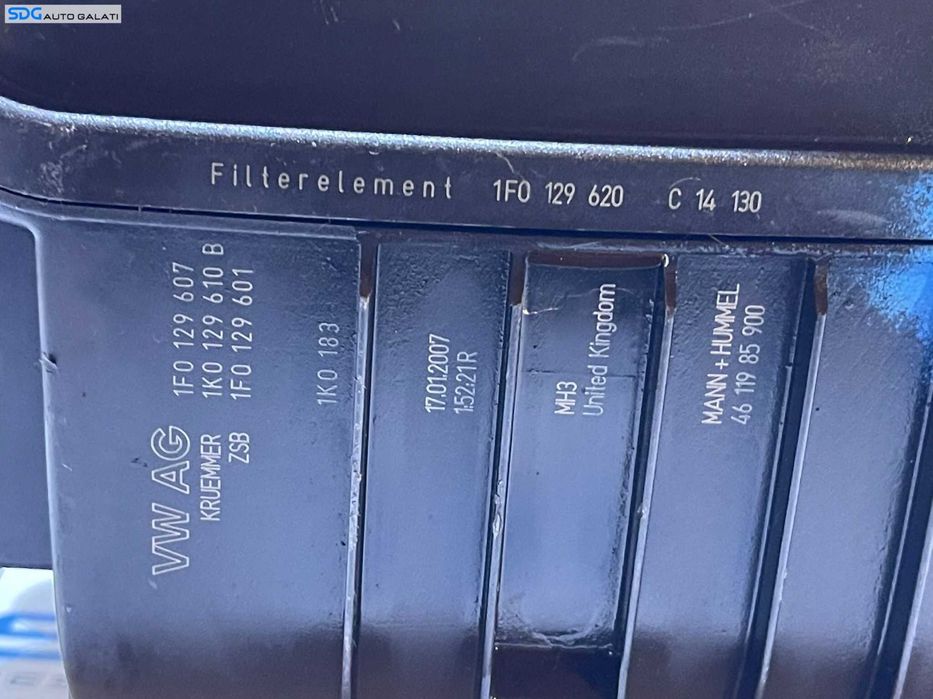 SDG AUTO GALATI
Filterelement 1F0 129 620 C 14 130
VW AG 1F0 129 607
KRUEMMER 1K0 129 610 B
ZSB 1F0 129 601
1K0 183
17.01.2007
1:52:21R
MH3
United Kingdom
MANN + HUMMEL
46 119 85 900